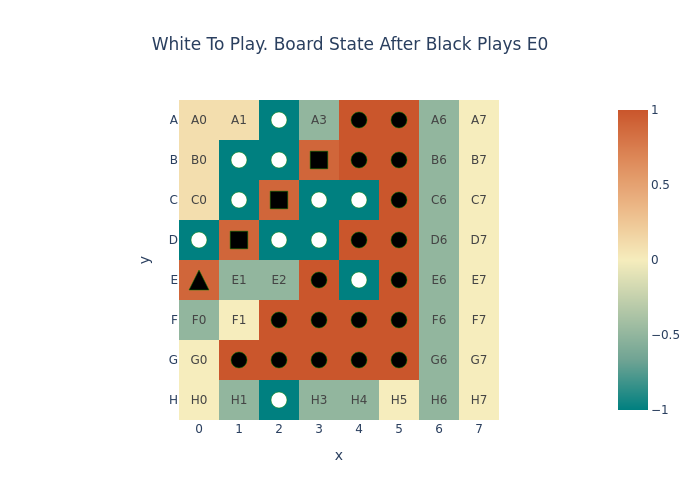 White To Play. Board State After Black Plays E0
A A0 A1 A3 A6 A7
B B0 B6 B7
C C0 C6 C7
D D6 D7
E E1 E2 E6 E7
F F0 F1 F6 F7
G G0 G6 G7
H H0 H1 H3 H4 H5 H6 H7
0 1 2 3 4 5 6 7
x
y
1
0.5
0
−0.5
−1